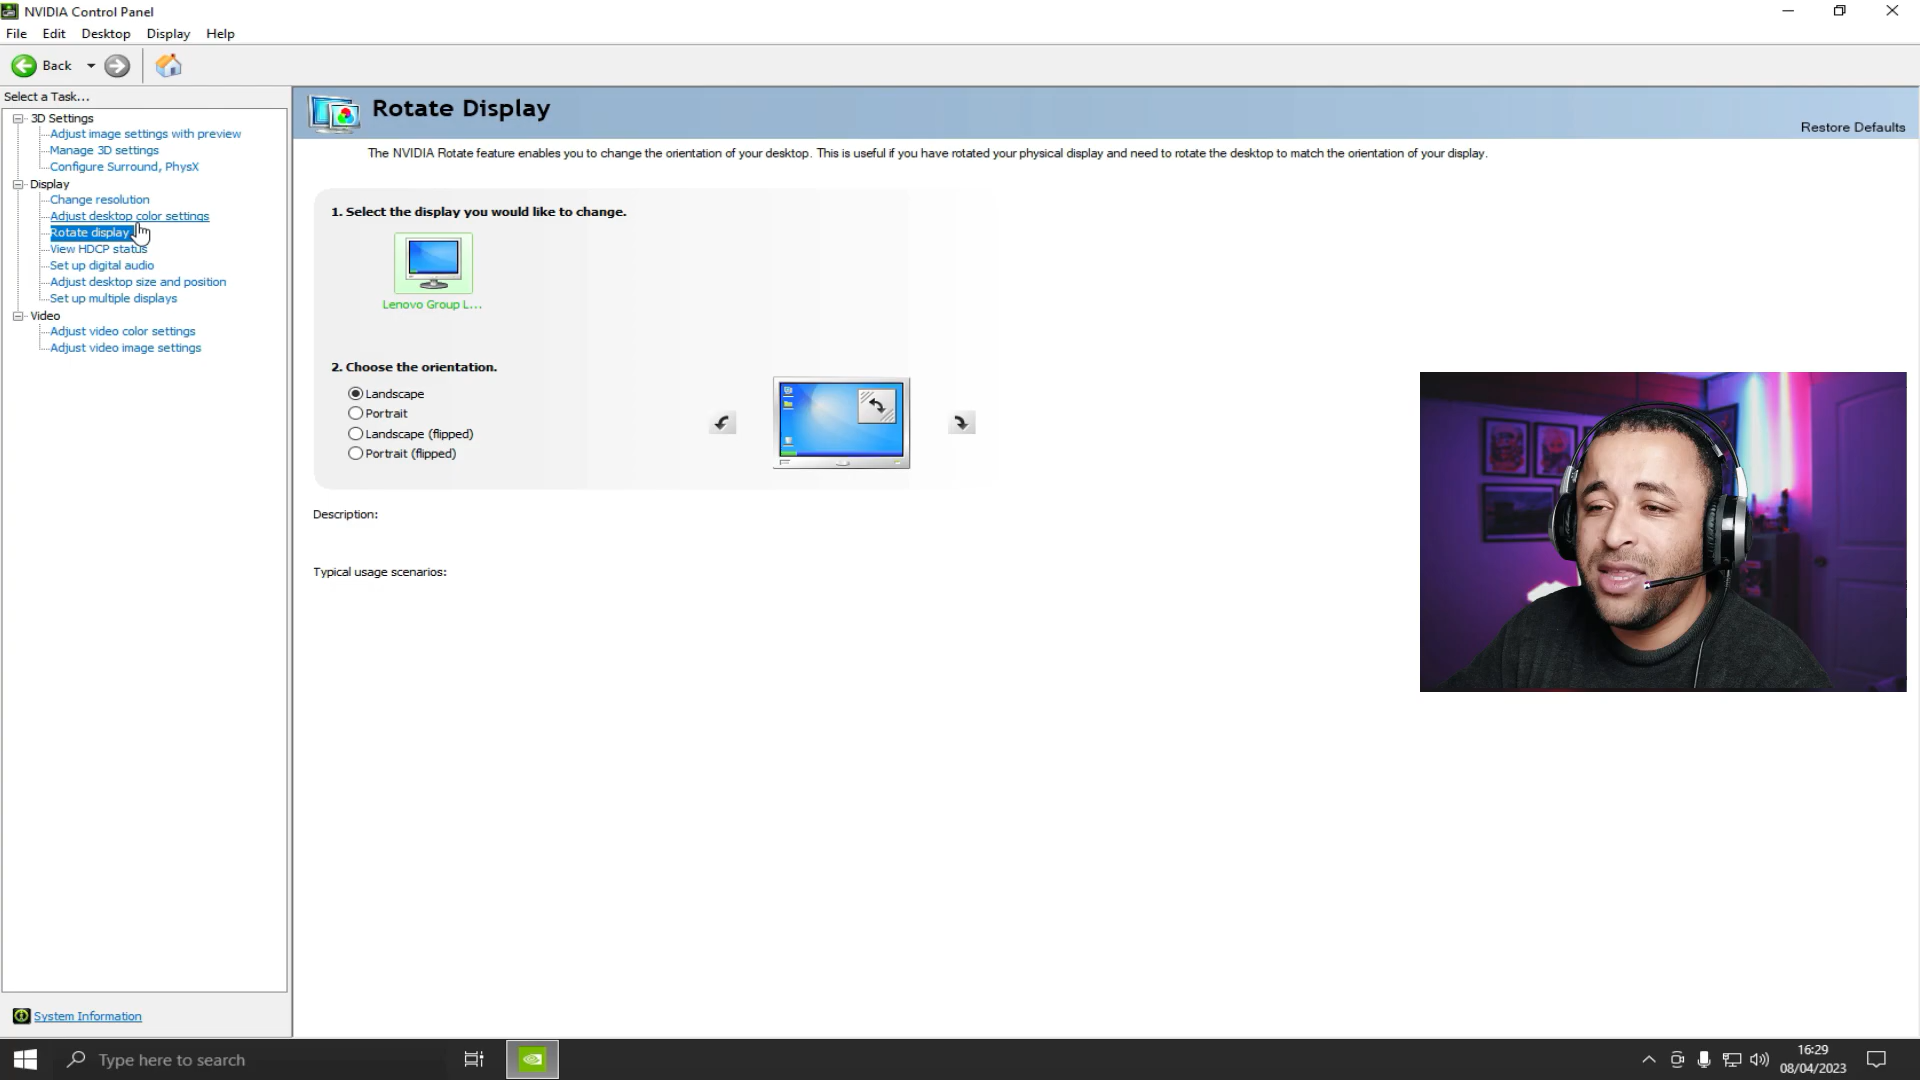 NVIDIA Control Panel
File Edit Desktop Display Help
Back
Select a Task...
3D Settings
Adjust image settings with preview
Manage 3D settings
Configure Surround, PhysX
Display
Change resolution
Adjust desktop color settings
Rotate display
View HDCP status
Set up digital audio
Adjust desktop size and position
Set up multiple displays
Video
Adjust video color settings
Adjust video image settings
System Information
Rotate Display
Restore Defaults
The NVIDIA Rotate feature enables you to change the orientation of your desktop. This is useful if you have rotated your physical display and need to rotate the desktop to match the orientation of your display.
1. Select the display you would like to change.
Lenovo Group L...
2. Choose the orientation.
Landscape
Portrait
Landscape (flipped)
Portrait (flipped)
Description:
Typical usage scenarios:
Type here to search
16:29
08/04/2023